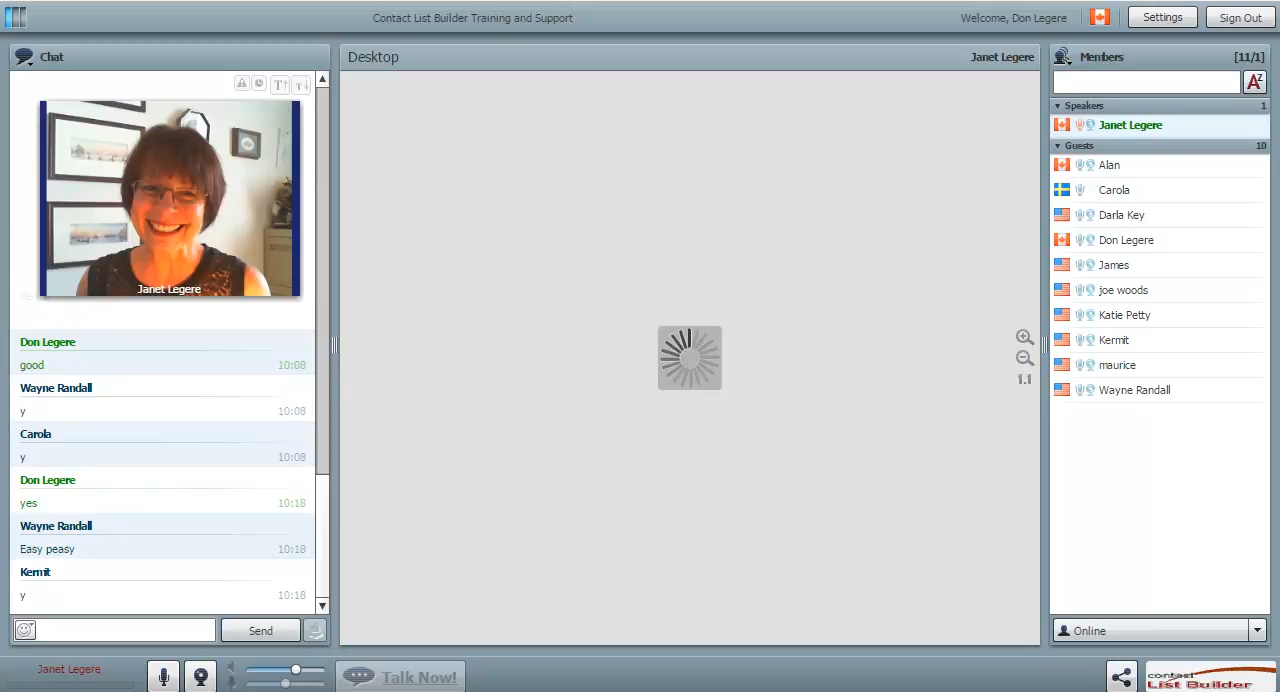 Contact List Builder Training and Support
Welcome, Don Legere
Settings
Sign Out
Chat
T↑ T↓
Janet Legere
Don Legere
good 10:08
Wayne Randall
y 10:08
Carola
y 10:08
Don Legere
yes 10:18
Wayne Randall
Easy peasy 10:18
Kermit
y 10:18
Send
Desktop
Janet Legere
1.1
Members [11/1]
AZ
Speakers 1
Janet Legere
Guests 10
Alan
Carola
Darla Key
Don Legere
James
joe woods
Katie Petty
Kermit
maurice
Wayne Randall
Online
Janet Legere
Talk Now!
contact
List Builder